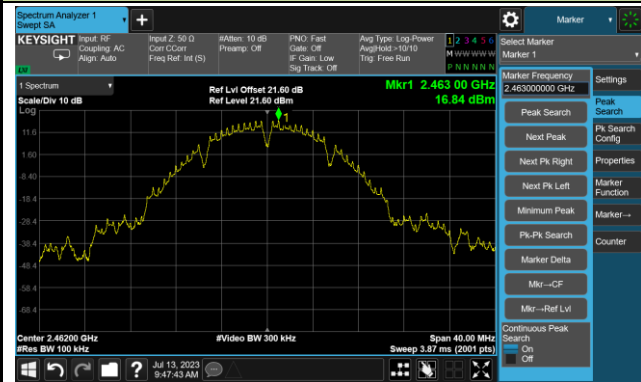 Spectrum Analyzer 1
Swept SA
+
Marker
KEYSIGHT
Input: RF
Coupling: AC
Align: Auto
Input Z: 50 Ω
Corr CCorr
Freq Ref: Int (S)
#Atten: 10 dB
Preamp: Off
PNO: Fast
Gate: Off
IF Gain: Low
Sig Track: Off
Avg Type: Log-Power
Avg|Hold:>10/10
Trig: Free Run
1 2 3 4 5 6
M W W W W W
P N N N N N
LXI
Select Marker
Marker 1
1 Spectrum
Scale/Div 10 dB
Log
Ref Lvl Offset 21.60 dB
Ref Level 21.60 dBm
Mkr1 2.463 00 GHz
16.84 dBm
1
11.6
1.60
-8.40
-18.4
-28.4
-38.4
-48.4
-58.4
-68.4
Center 2.46200 GHz
#Res BW 100 kHz
#Video BW 300 kHz
Span 40.00 MHz
Sweep 3.87 ms (2001 pts)
Marker Frequency
2.463000000 GHz
Peak Search
Next Peak
Next Pk Right
Next Pk Left
Minimum Peak
Pk-Pk Search
Marker Delta
Mkr→CF
Mkr→Ref Lvl
Continuous Peak
Search
On
Off
Settings
Peak
Search
Pk Search
Config
Properties
Marker
Function
Marker→
Counter
?
Jul 13, 2023
9:47:43 AM